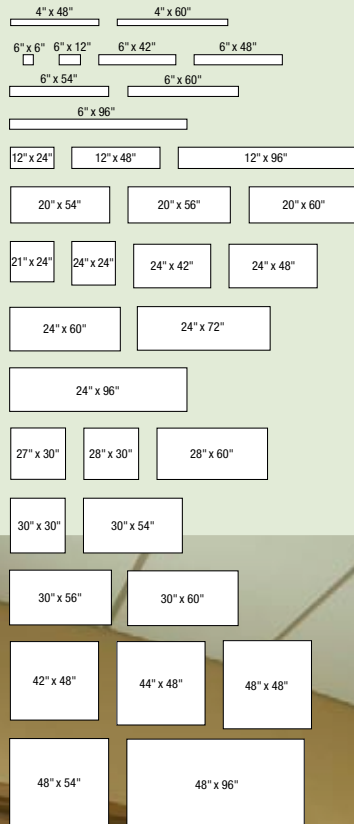 4" x 48" 4" x 60"
6" x 6" 6" x 12" 6" x 42" 6" x 48"
6" x 54" 6" x 60"
6" x 96"
12" x 24" 12" x 48" 12" x 96"
20" x 54" 20" x 56" 20" x 60"
21" x 24" 24" x 24" 24" x 42" 24" x 48"
24" x 60" 24" x 72"
24" x 96"
27" x 30" 28" x 30" 28" x 60"
30" x 30" 30" x 54"
30" x 56" 30" x 60"
42" x 48" 44" x 48" 48" x 48"
48" x 54" 48" x 96"